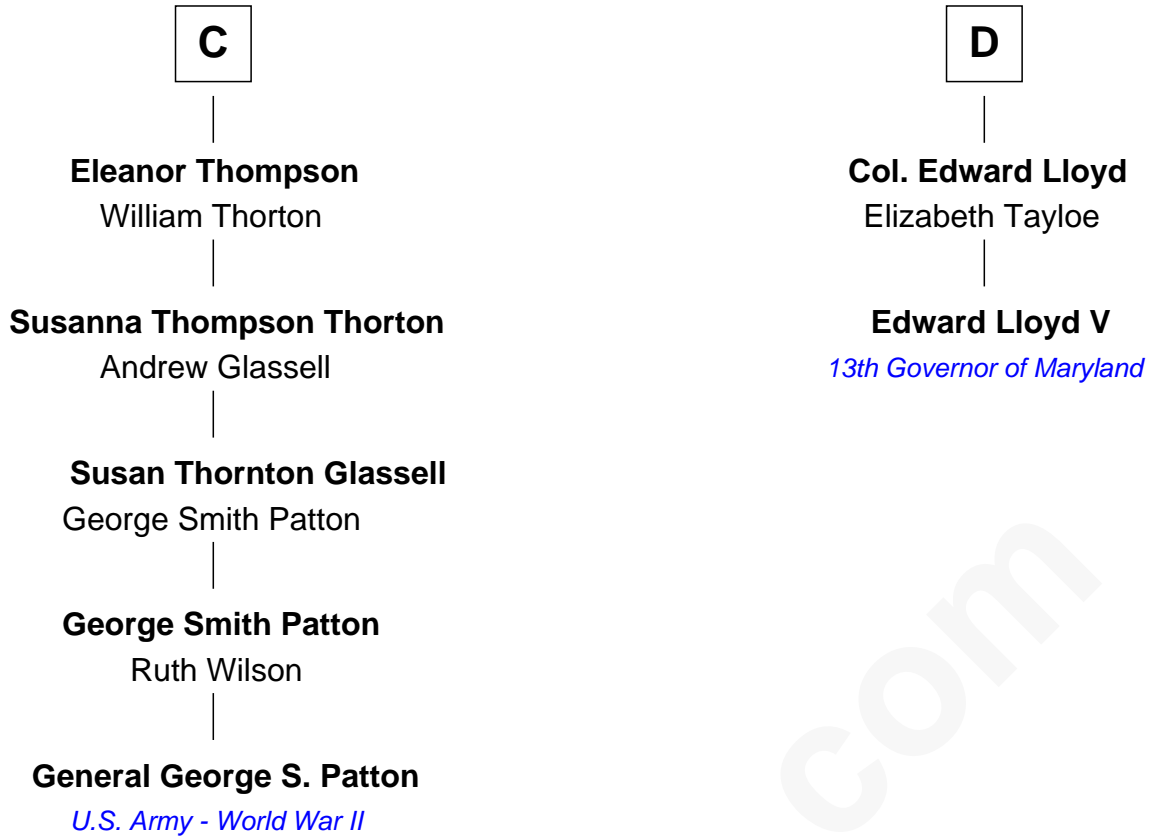 C
Eleanor Thompson
William Thorton
Susanna Thompson Thorton
Andrew Glassell
Susan Thornton Glassell
George Smith Patton
George Smith Patton
Ruth Wilson
General George S. Patton
U.S. Army - World War II
D
Col. Edward Lloyd
Elizabeth Tayloe
Edward Lloyd V
13th Governor of Maryland
com